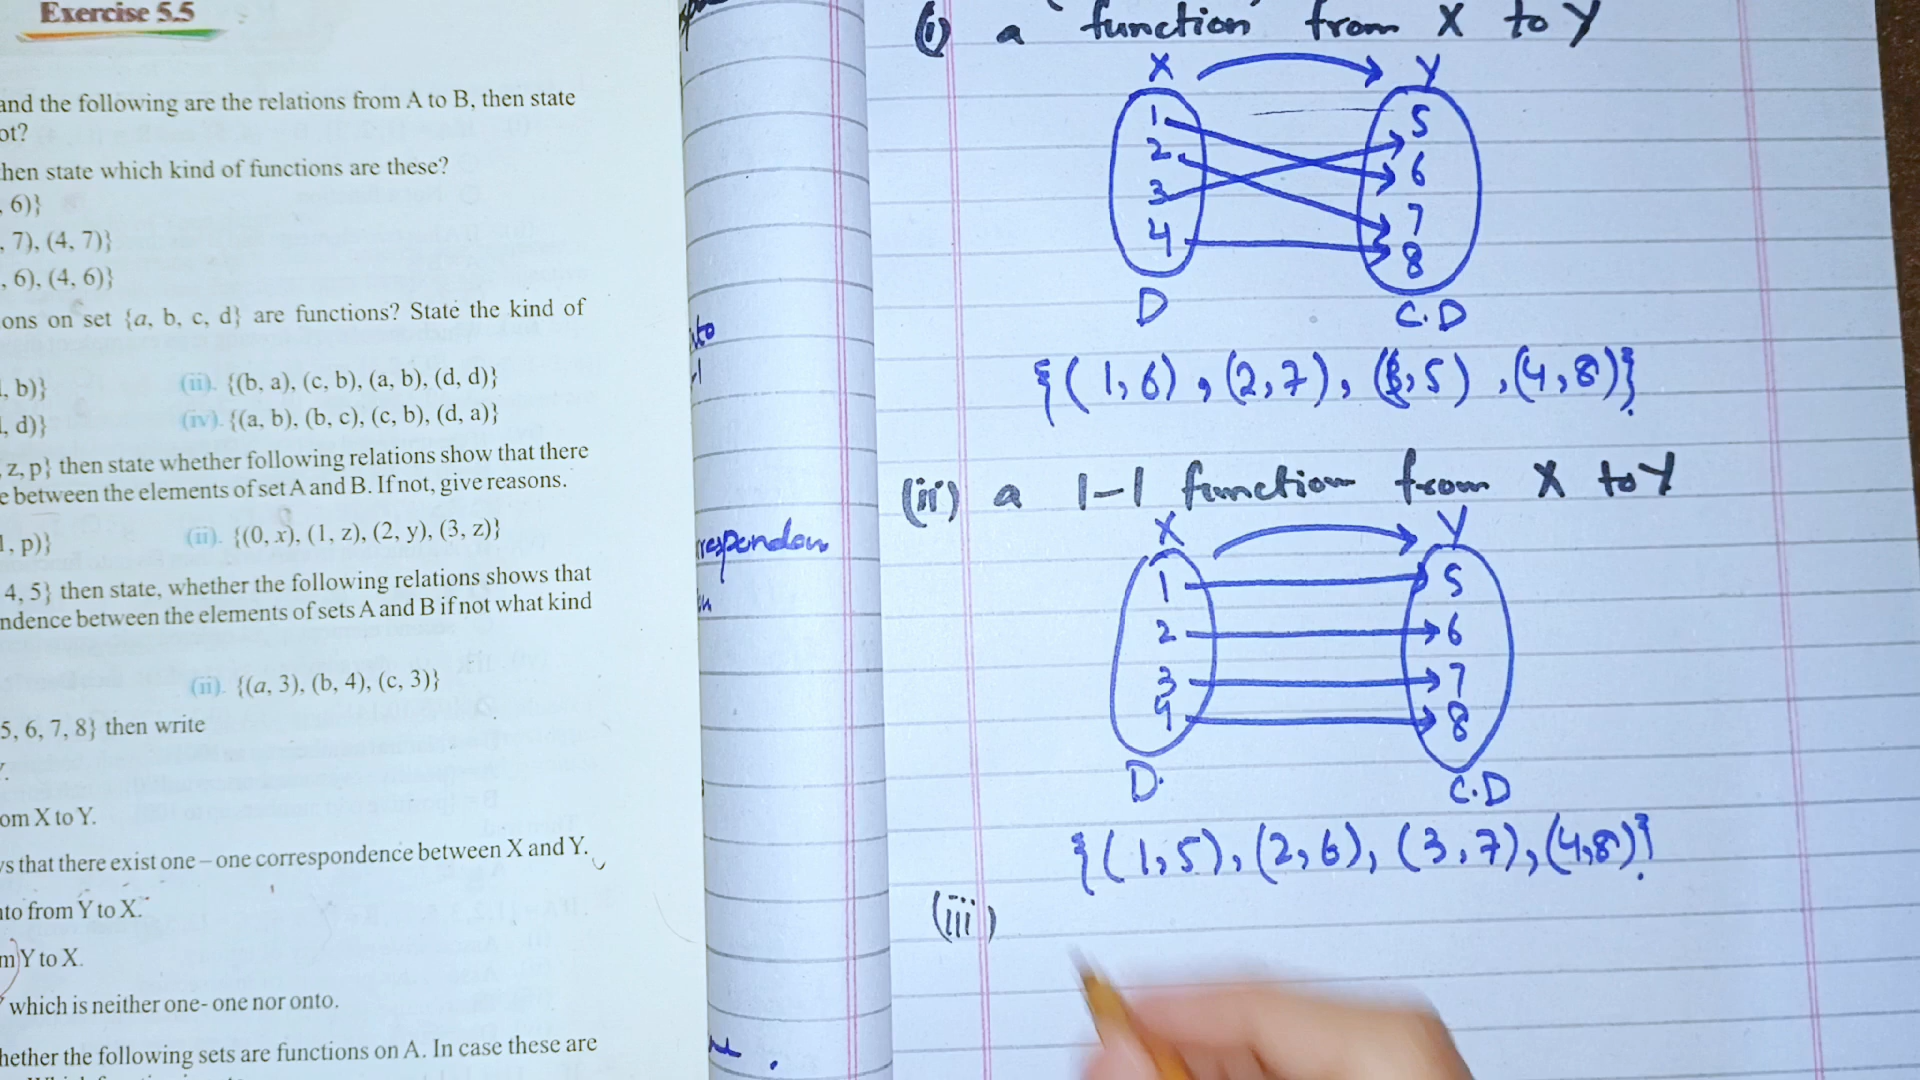 Exercise 5.5
and the following are the relations from A to B, then state
ot?
hen state which kind of functions are these?
, 6)}
, 7), (4, 7)}
, 6), (4, 6)}
ons on set {a, b, c, d} are functions? State the kind of
, b)} (ii). {(b, a), (c, b), (a, b), (d, d)}
, d)} (iv). {(a, b), (b, c), (c, b), (d, a)}
z, p} then state whether following relations show that there
e between the elements of set A and B. If not, give reasons.
, p)} (ii). {(0, x), (1, z), (2, y), (3, z)}
4, 5} then state, whether the following relations shows that
ndence between the elements of sets A and B if not what kind
(ii). {(a, 3), (b, 4), (c, 3)}
5, 6, 7, 8} then write
om X to Y.
s that there exist one – one correspondence between X and Y.
to from Y to X.
m Y to X.
which is neither one- one nor onto.
hether the following sets are functions on A. In case these are
to
-1
respondon
(i) a function from X to Y
X Y
1 5
2 6
3 7
4 8
D C.D
{(1,6), (2,7), (3,5), (4,8)}.
(ii) a 1-1 function from X to Y
X Y
1 5
2 6
3 7
4 8
D. C.D
{(1,5), (2,6), (3,7), (4,8)}.
(iii)